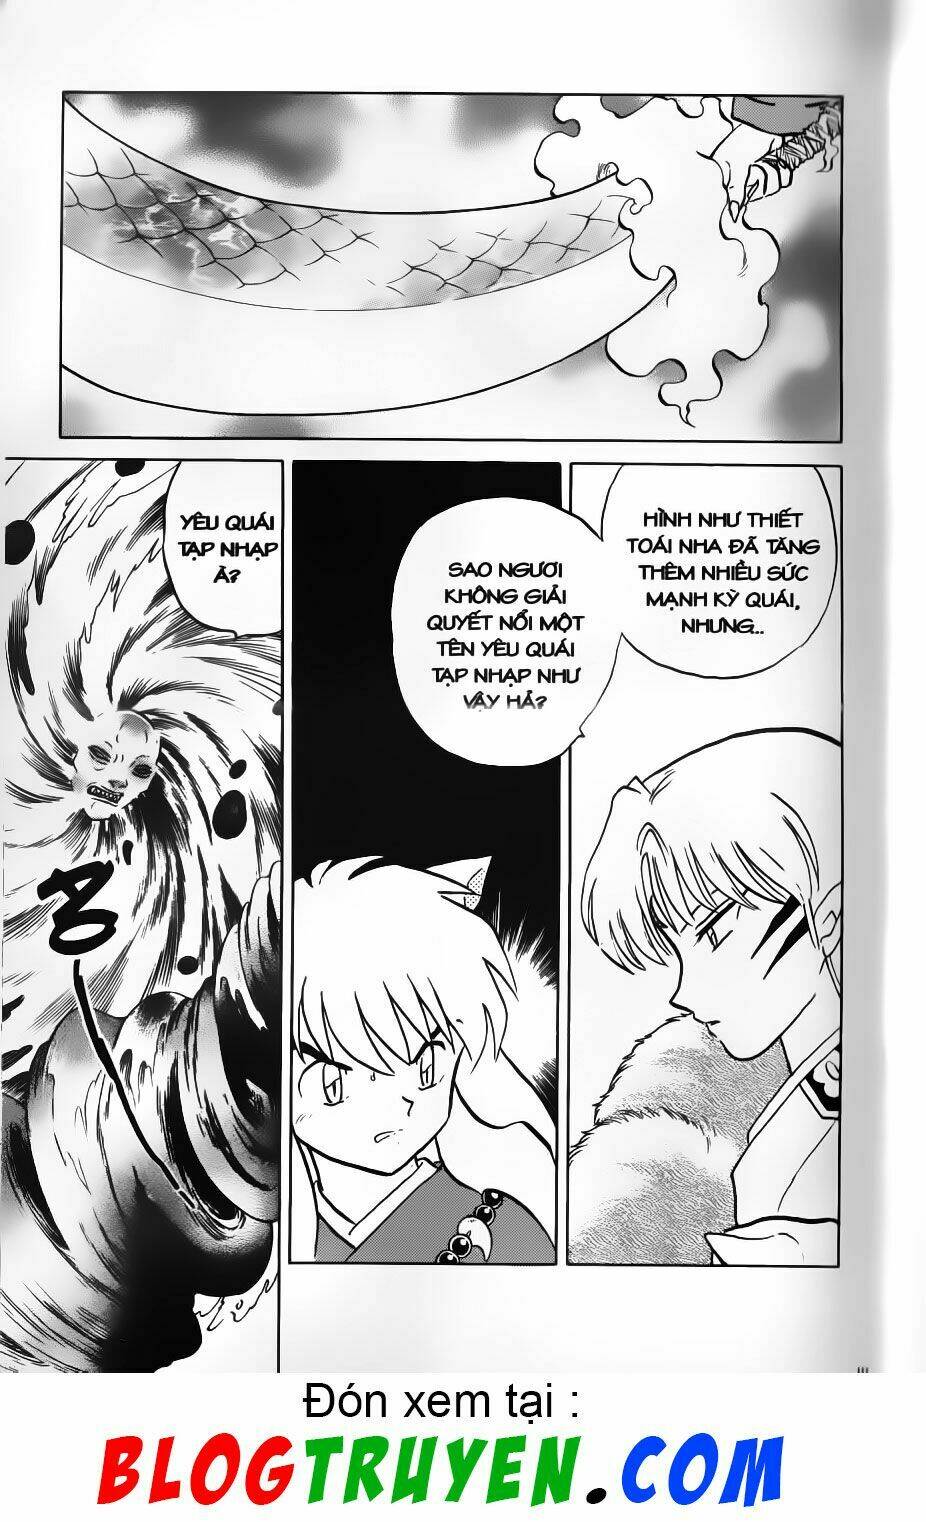 HÌNH NHƯ THIẾT
TOÁI NHA ĐÃ TĂNG
THÊM NHIỀU SỨC
MẠNH KỲ QUÁI,
NHƯNG..
SAO NGƯƠI
KHÔNG GIẢI
QUYẾT NỔI MỘT
TÊN YÊU QUÁI
TẠP NHẠP NHƯ
VẬY HẢ?
YÊU QUÁI
TẠP NHẠP
À?
Đón xem tại :
BLOGTRUYEN.COM